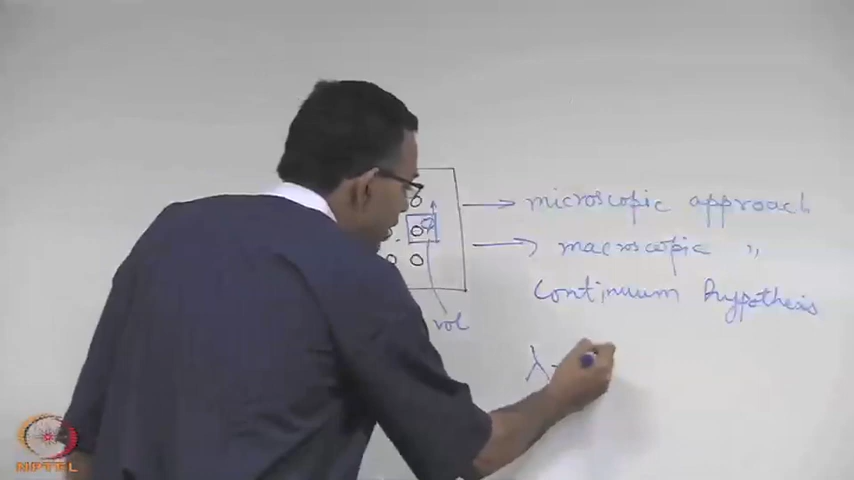 microscopic approach
macroscopic "
Continuum hypothesis
vol
λ
NPTEL